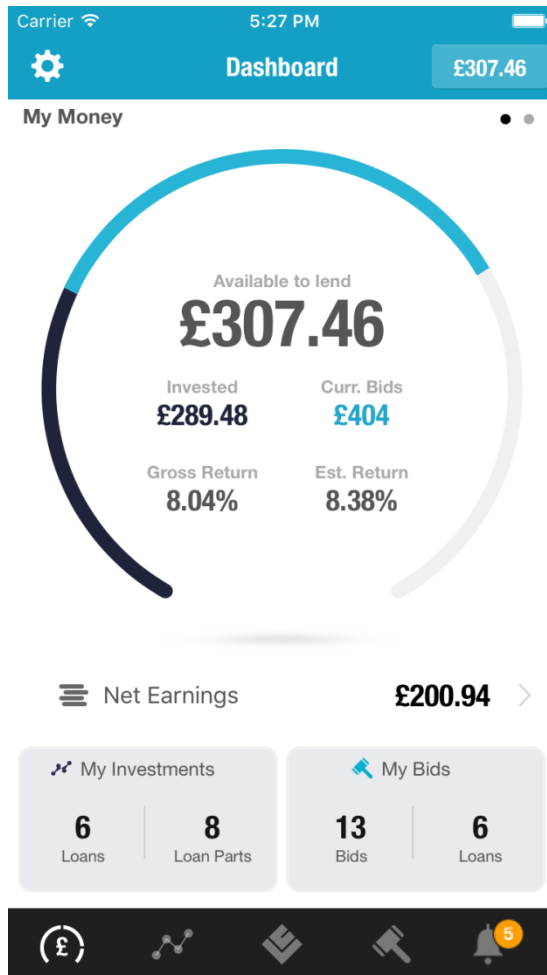 Carrier 5:27 PM
Dashboard £307.46
My Money
Available to lend
£307.46
Invested Curr. Bids
£289.48 £404
Gross Return Est. Return
8.04% 8.38%
Net Earnings £200.94
My Investments My Bids
6 8 13 6
Loans Loan Parts Bids Loans
£ 5